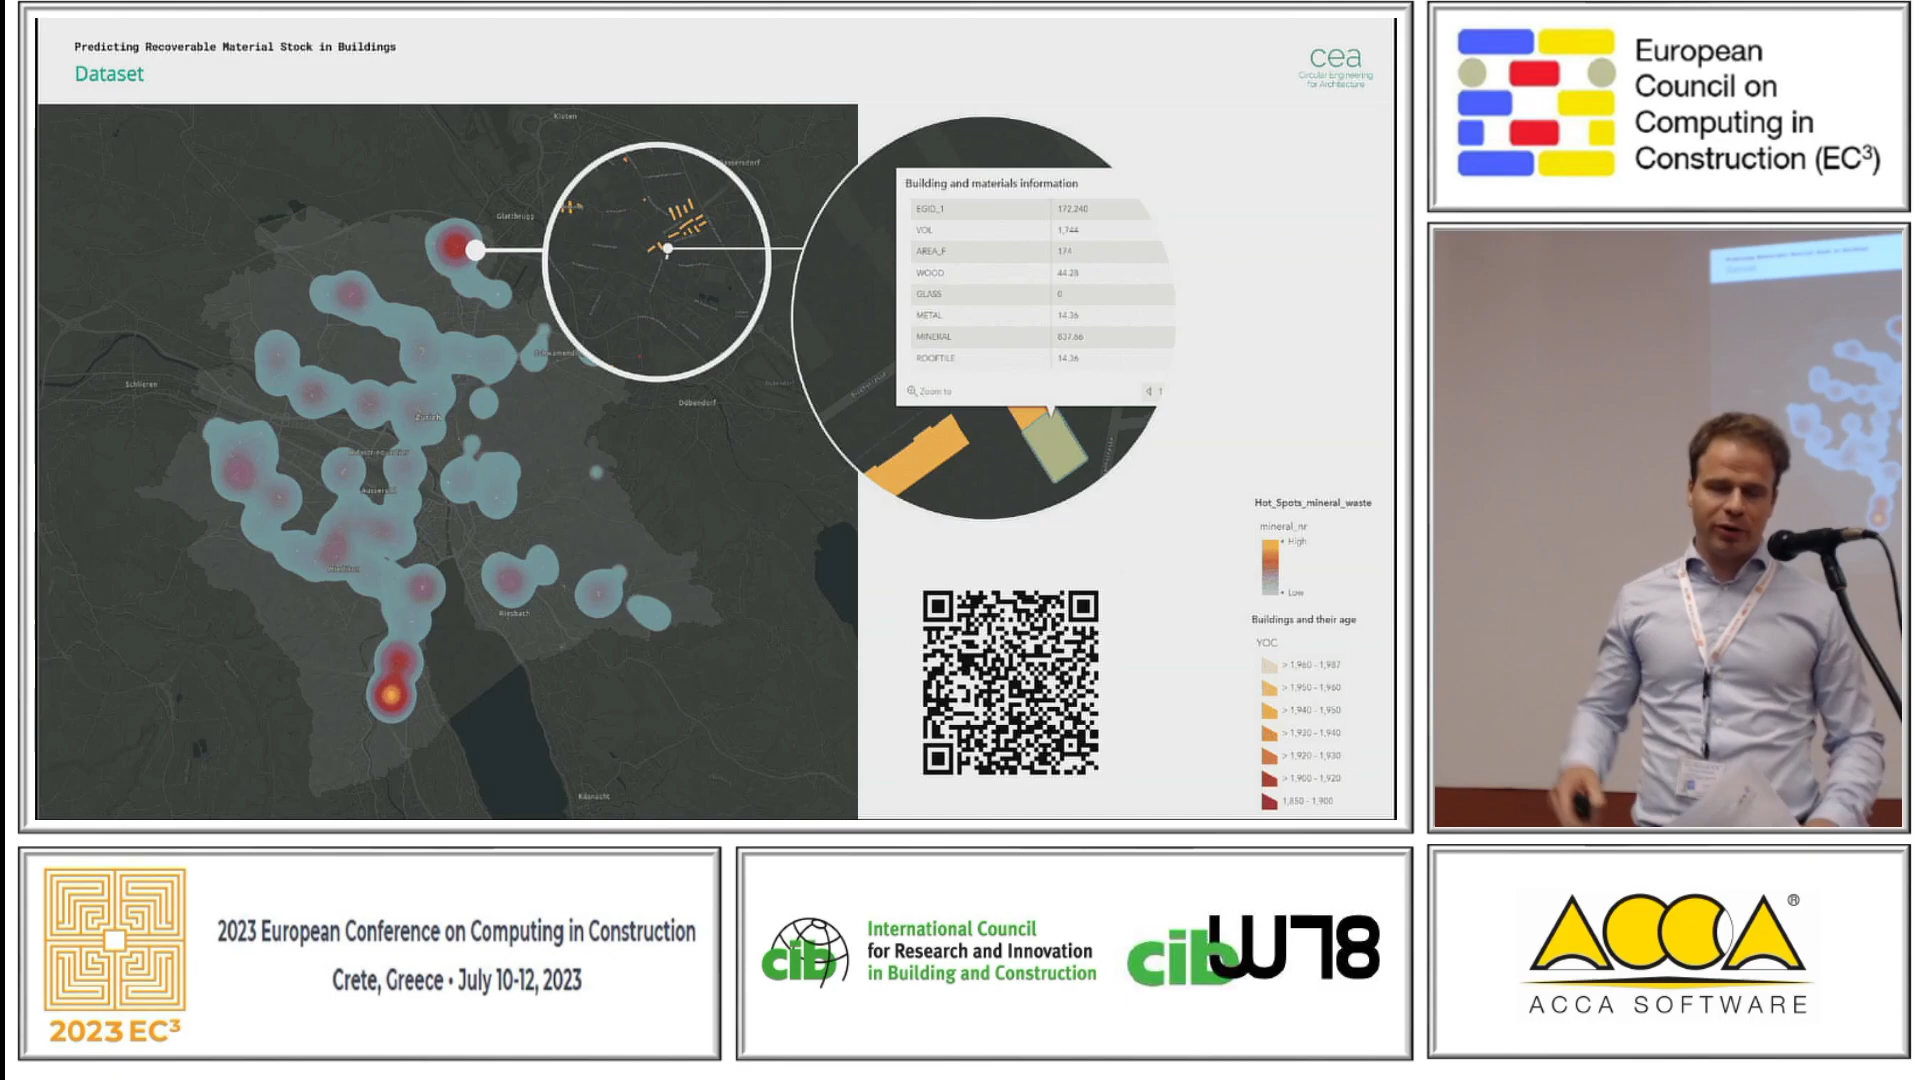 Predicting Recoverable Material Stock in Buildings
Dataset
cea
Circular Engineering
for Architecture
Kloten
Glattbrugg
Schlieren
Zürich
Dübendorf
Wiedikon
Riesbach
Küsnacht
Building and materials information
EGID_1 172,240
VOL 1,744
AREA_F 174
WOOD 44.28
GLASS 0
METAL 14.36
MINERAL 837.66
ROOFTILE 14.36
Zoom to
1
Hot_Spots_mineral_waste
mineral_nr
High
Low
Buildings and their age
YOC
> 1,960 - 1,987
> 1,950 - 1,960
> 1,940 - 1,950
> 1,930 - 1,940
> 1,920 - 1,930
> 1,900 - 1,920
1,850 - 1,900
European
Council on
Computing in
Construction (EC³)
2023 EC³
2023 European Conference on Computing in Construction
Crete, Greece • July 10-12, 2023
cib
International Council
for Research and Innovation
in Building and Construction
cib W78
ACCA ®
ACCA SOFTWARE